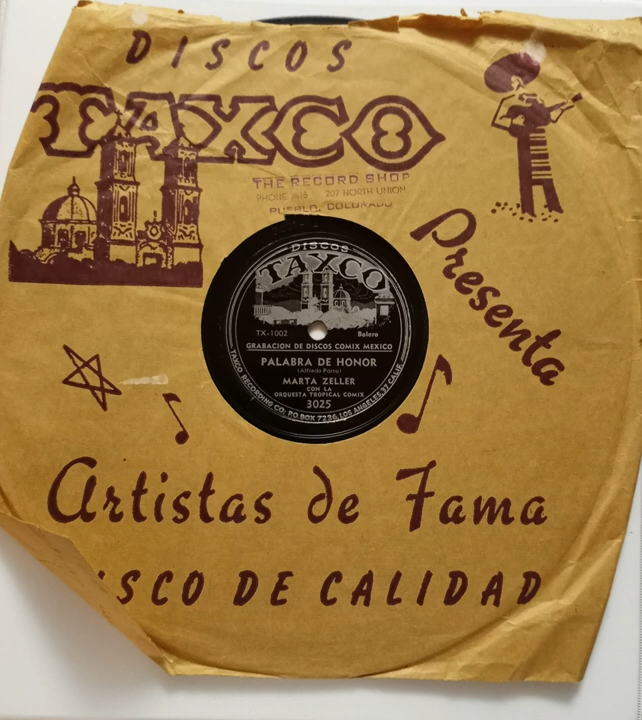 DISCOS
TAXCO
THE RECORD SHOP
207 NORTH UNION
PUEBLO, COLORADO
Presenta
DISCOS
TAXCO
TX-1002
Bolero
GRABACION DE DISCOS COMIX MEXICO
PALABRA DE HONOR
(Alfredo Parra)
MARTA ZELLER
CON LA
ORQUESTA TROPICAL COMIX
3025
TAXCO RECORDING CO; P.O BOX 7236, LOS ANGELES, 37 CALIF.
Artistas de Fama
ISCO DE CALIDAD